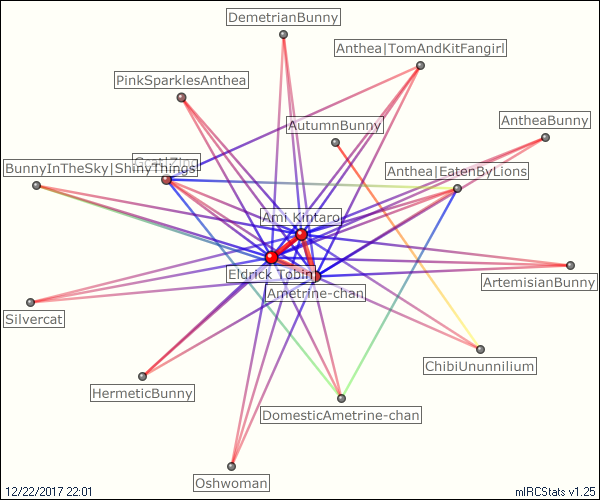 DemetrianBunny
Anthea|TomAndKitFangirl
PinkSparklesAnthea
AntheaBunny
AutumnBunny
BunnyInTheSky|ShinyThings
Anthea|EatenByLions
Ami Kintaro
Eldrick Tobin
Ametrine-chan
ArtemisianBunny
Silvercat
ChibiUnunnilium
HermeticBunny
DomesticAmetrine-chan
Oshwoman
12/22/2017 22:01
mIRCStats v1.25